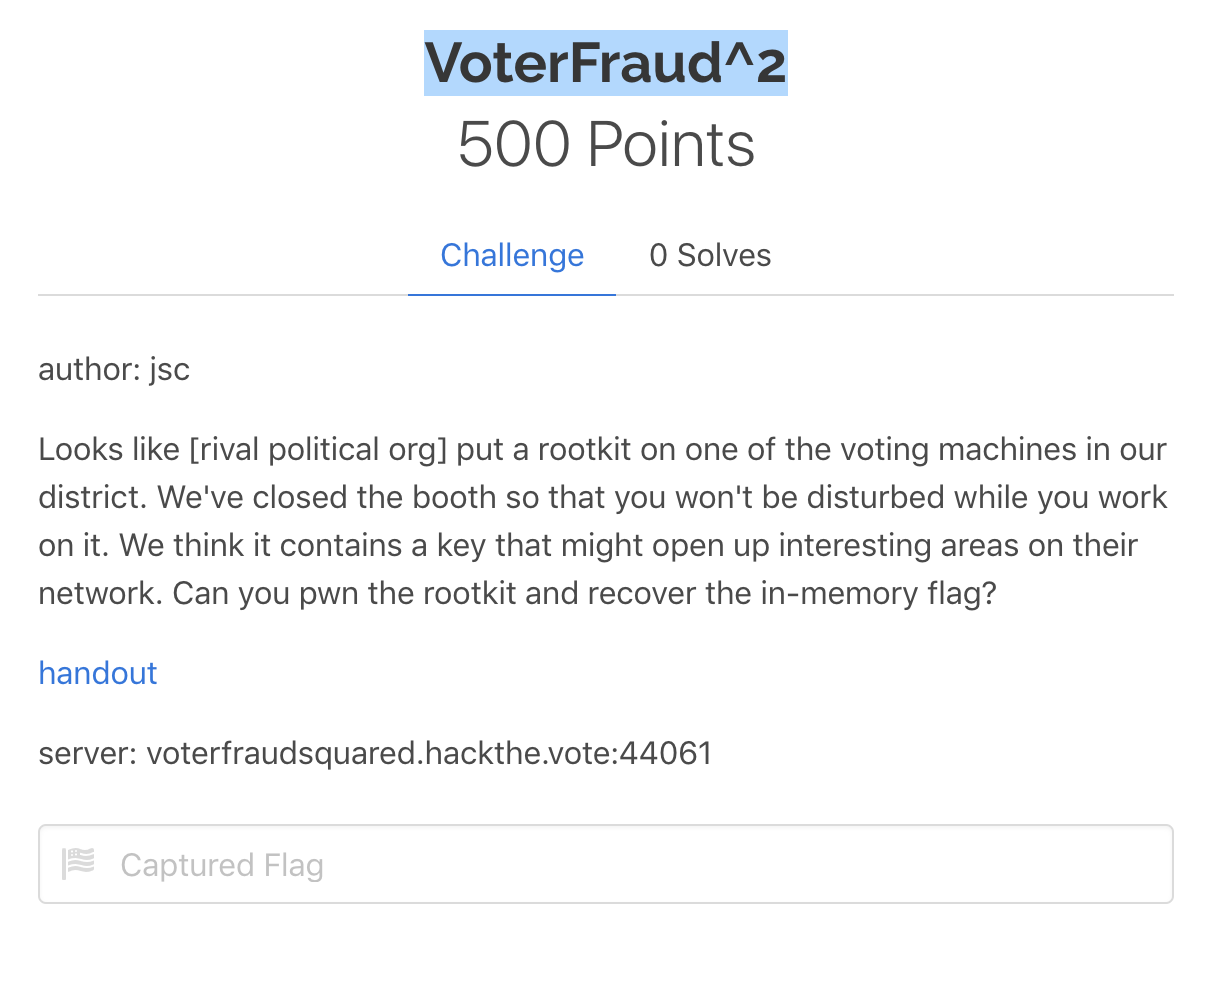 VoterFraud^2
500 Points
Challenge
0 Solves
author: jsc
Looks like [rival political org] put a rootkit on one of the voting machines in our
district. We've closed the booth so that you won't be disturbed while you work
on it. We think it contains a key that might open up interesting areas on their
network. Can you pwn the rootkit and recover the in-memory flag?
handout
server: voterfraudsquared.hackthe.vote:44061
Captured Flag